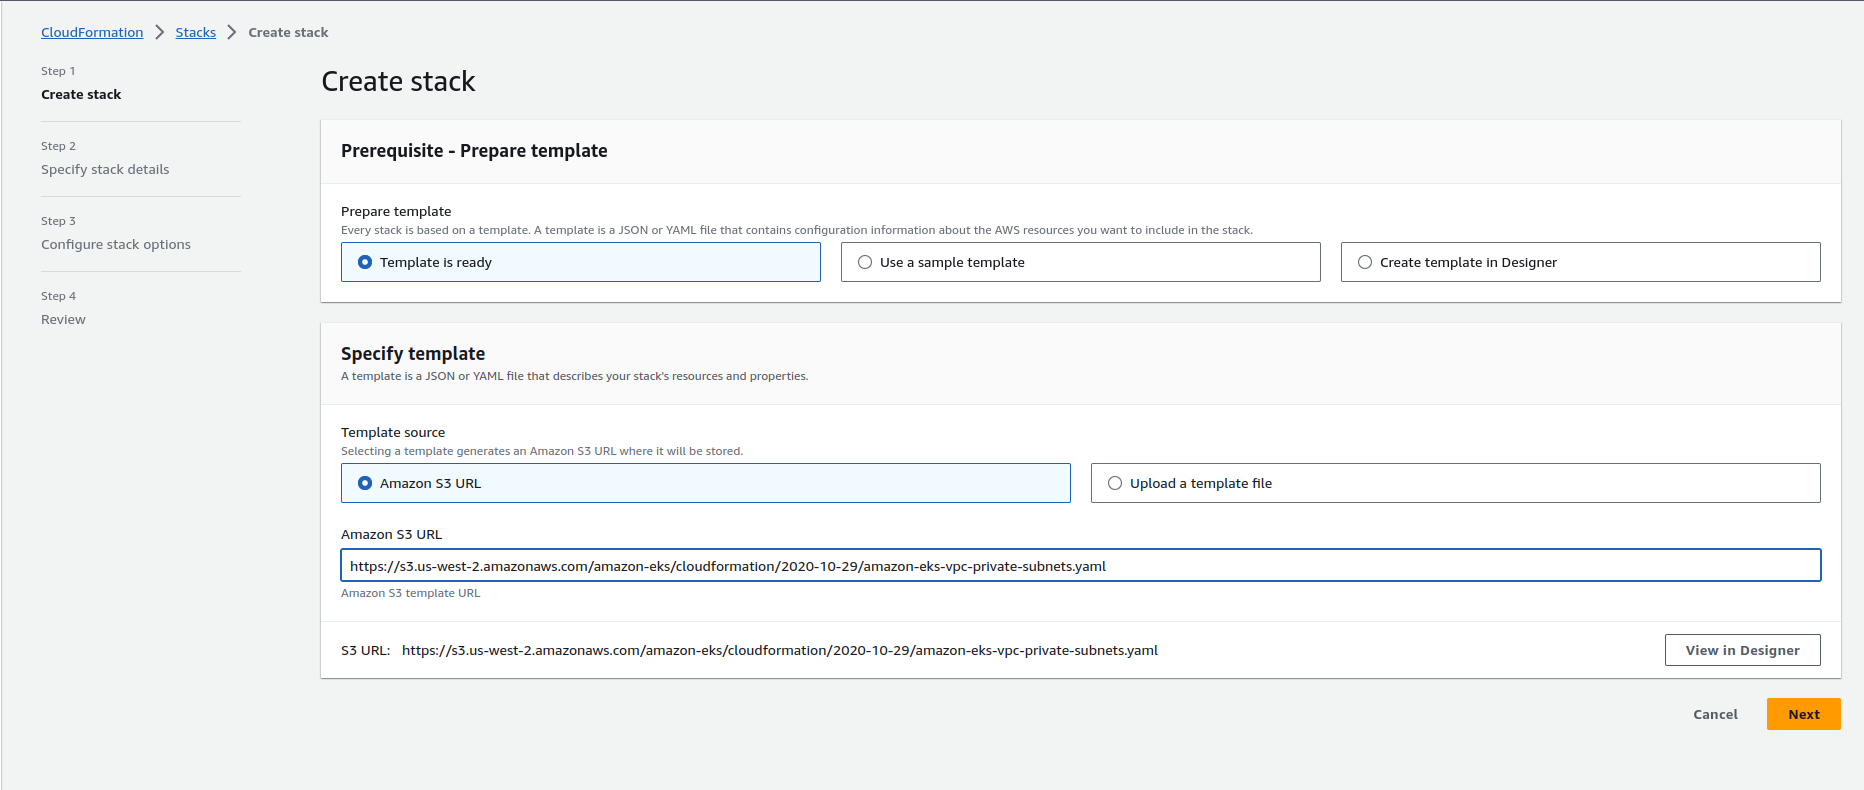 CloudFormation > Stacks > Create stack
Step 1
Create stack
Step 2
Specify stack details
Step 3
Configure stack options
Step 4
Review
Create stack
Prerequisite - Prepare template
Prepare template
Every stack is based on a template. A template is a JSON or YAML file that contains configuration information about the AWS resources you want to include in the stack.
Template is ready
Use a sample template
Create template in Designer
Specify template
A template is a JSON or YAML file that describes your stack's resources and properties.
Template source
Selecting a template generates an Amazon S3 URL where it will be stored.
Amazon S3 URL
Upload a template file
Amazon S3 URL
https://s3.us-west-2.amazonaws.com/amazon-eks/cloudformation/2020-10-29/amazon-eks-vpc-private-subnets.yaml
Amazon S3 template URL
S3 URL: https://s3.us-west-2.amazonaws.com/amazon-eks/cloudformation/2020-10-29/amazon-eks-vpc-private-subnets.yaml
View in Designer
Cancel
Next